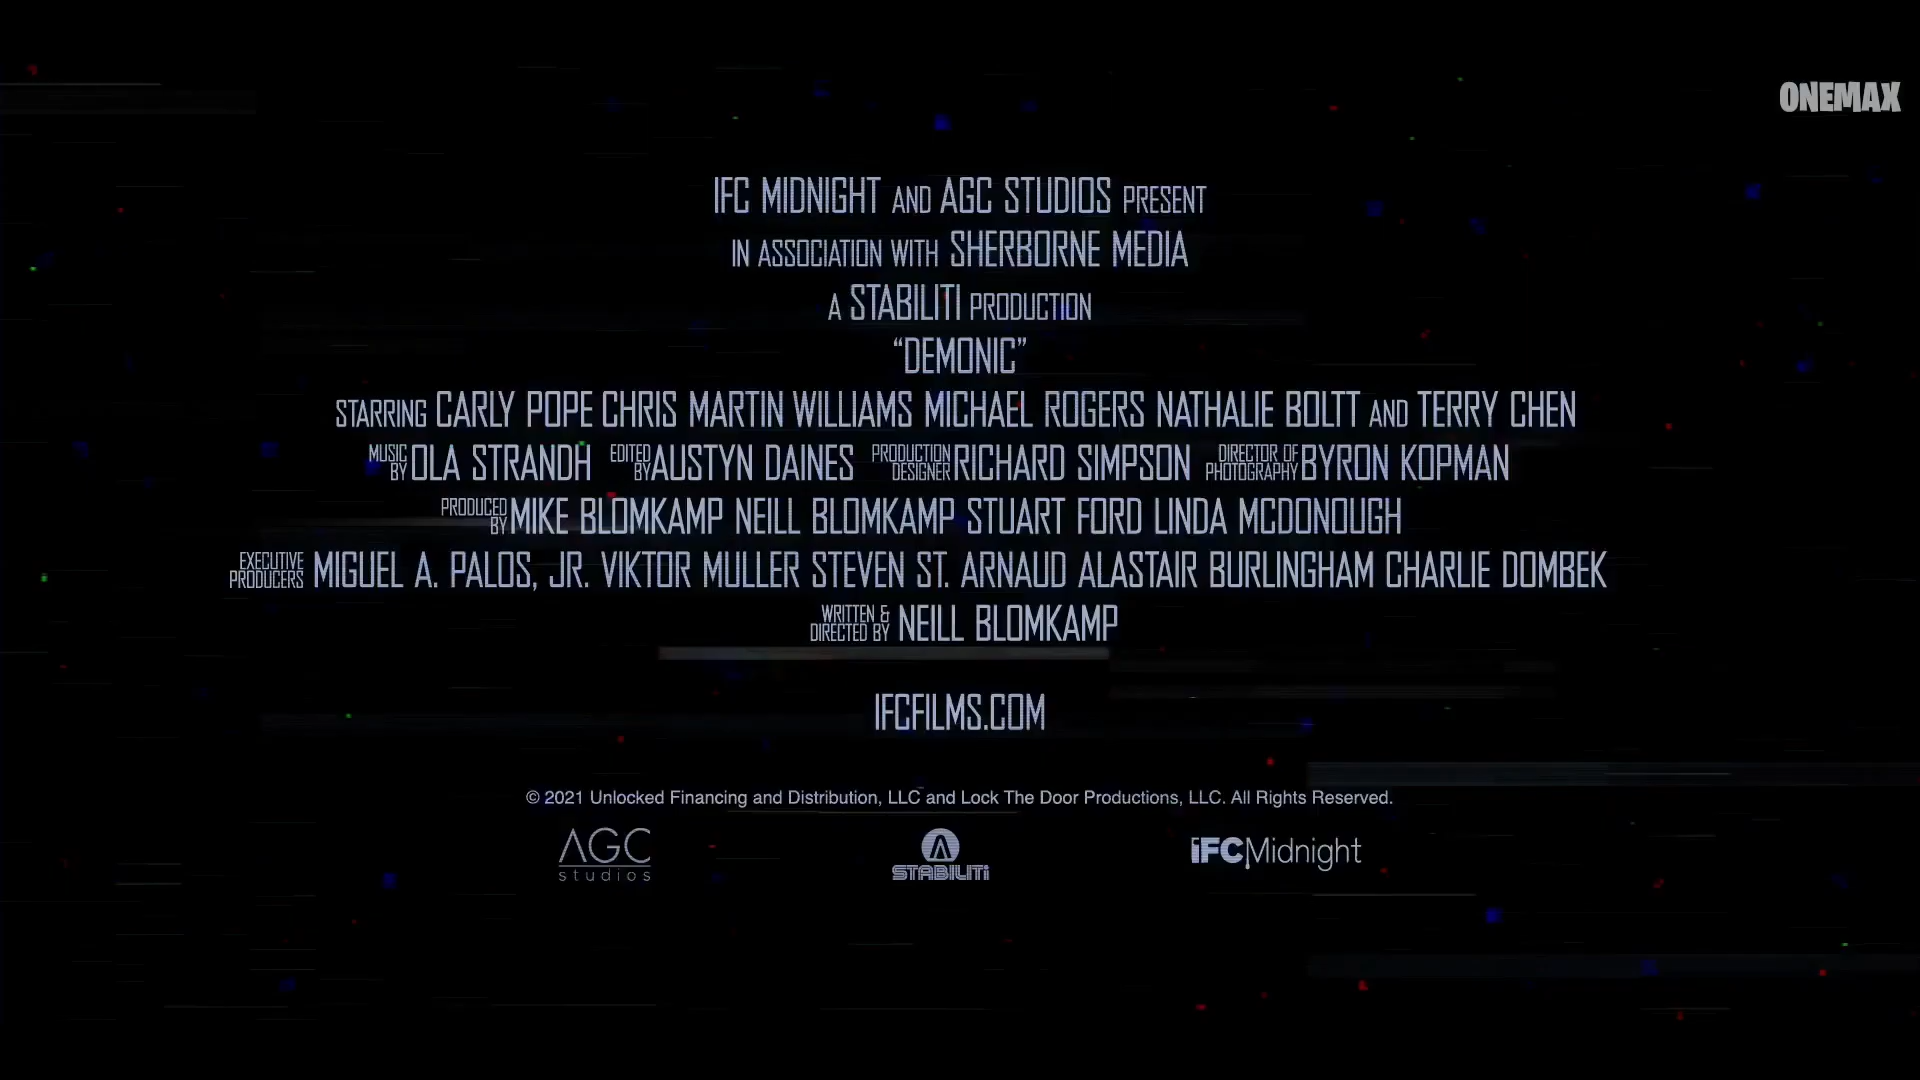 ONEMAX
IFC MIDNIGHT AND AGC STUDIOS PRESENT
IN ASSOCIATION WITH SHERBORNE MEDIA
A STABILITI PRODUCTION
“DEMONIC”
STARRING CARLY POPE CHRIS MARTIN WILLIAMS MICHAEL ROGERS NATHALIE BOLTT AND TERRY CHEN
MUSIC BY OLA STRANDH EDITED BY AUSTYN DAINES PRODUCTION DESIGNER RICHARD SIMPSON DIRECTOR OF PHOTOGRAPHY BYRON KOPMAN
PRODUCED BY MIKE BLOMKAMP NEILL BLOMKAMP STUART FORD LINDA MCDONOUGH
EXECUTIVE PRODUCERS MIGUEL A. PALOS, JR. VIKTOR MULLER STEVEN ST. ARNAUD ALASTAIR BURLINGHAM CHARLIE DOMBEK
WRITTEN & DIRECTED BY NEILL BLOMKAMP
IFCFILMS.COM
© 2021 Unlocked Financing and Distribution, LLC and Lock The Door Productions, LLC. All Rights Reserved.
AGC studios
STABILITi
IFC Midnight